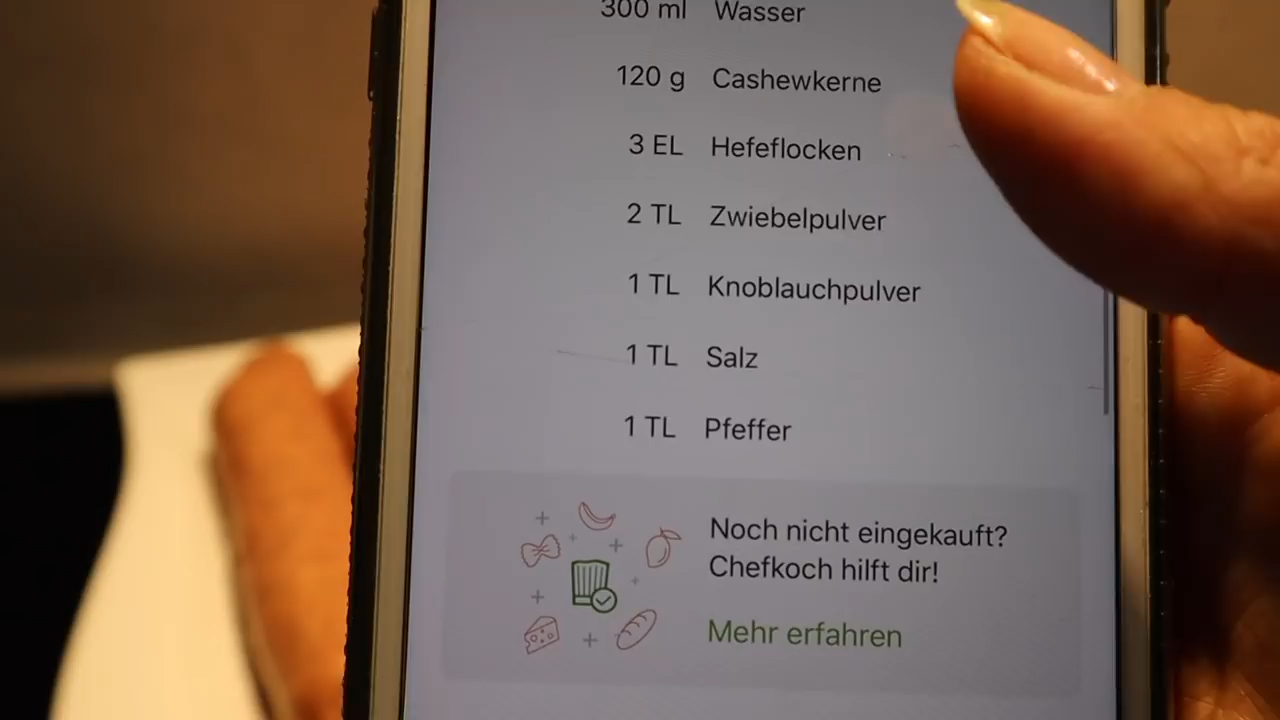 300 ml Wasser
120 g Cashewkerne
3 EL Hefeflocken
2 TL Zwiebelpulver
1 TL Knoblauchpulver
1 TL Salz
1 TL Pfeffer
Noch nicht eingekauft?
Chefkoch hilft dir!
Mehr erfahren